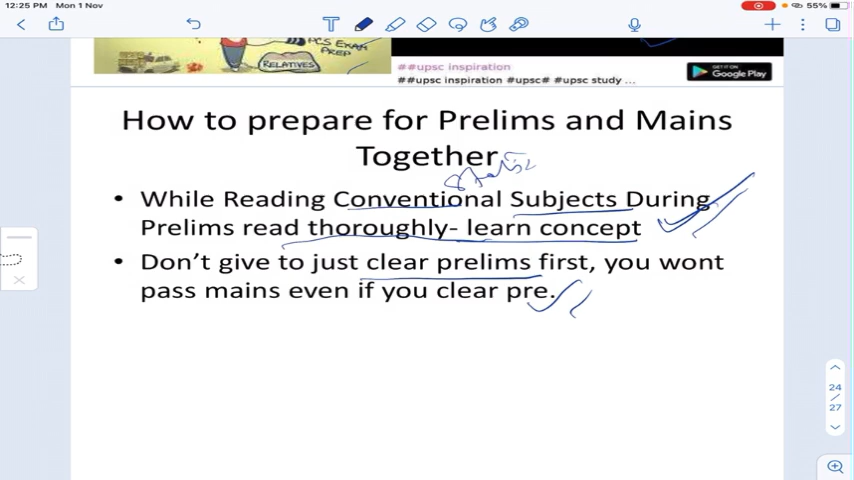 12:25 PM Mon 1 Nov
55%
PCS EXAM
PREP
RELATIVES
##upsc inspiration
##upsc inspiration #upsc# #upsc study ...
GET IT ON
Google Play
How to prepare for Prelims and Mains
Together
static
• While Reading Conventional Subjects During
Prelims read thoroughly- learn concept
• Don't give to just clear prelims first, you wont
pass mains even if you clear pre.
24
/
27